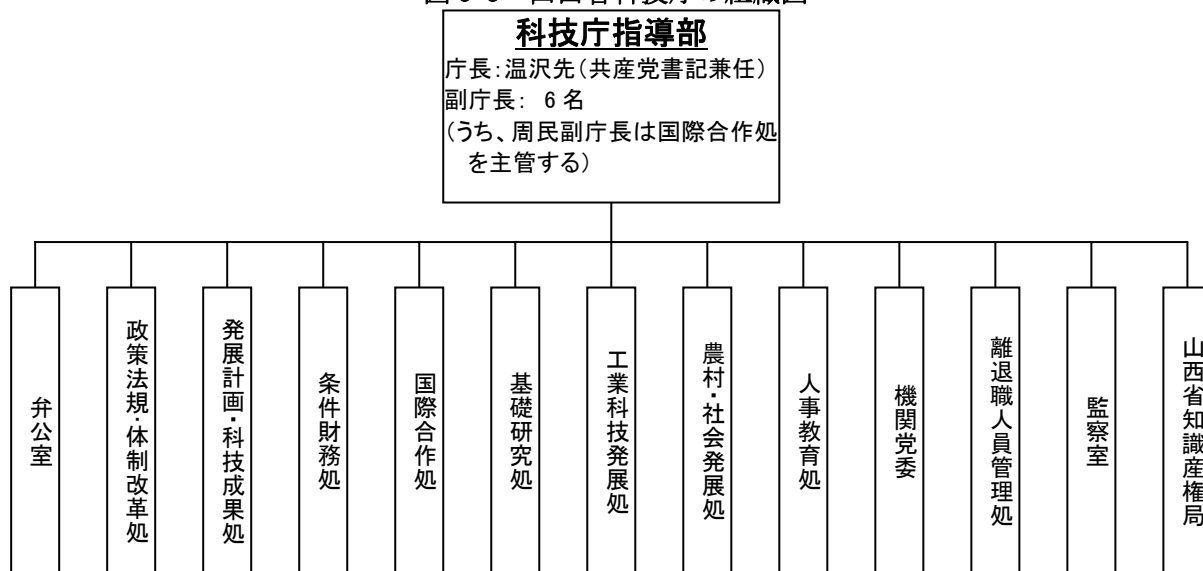 科技庁指導部
庁長：温沢先（共産党書記兼任）
副庁長： 6 名
（うち、周民副庁長は国際合作処
を主管する）
弁公室
政策法規・体制改革処
発展計画・科技成果処
条件財務処
国際合作処
基礎研究処
工業科技発展処
農村・社会発展処
人事教育処
機関党委
離退職人員管理処
監察室
山西省知識産権局